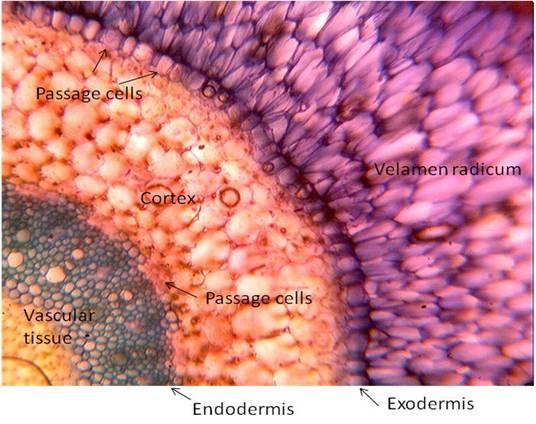 Passage cells
Velamen radicum
Cortex
Passage cells
Vascular
tissue
Endodermis
Exodermis